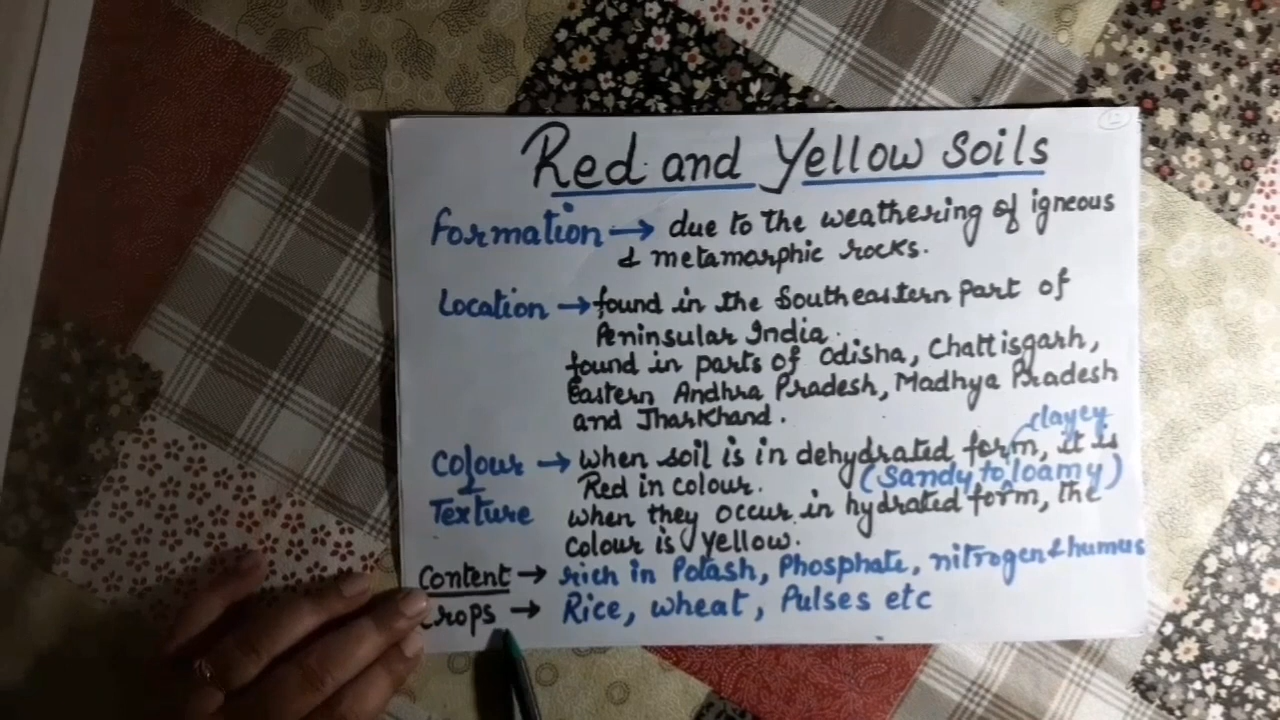 Red and Yellow Soils
Formation → due to the weathering of igneous
& metamorphic rocks.
Location → found in the Southeastern part of
Peninsular India.
found in parts of Odisha, Chattisgarh,
Eastern Andhra Pradesh, Madhya Pradesh
and Jharkhand.
clayey
Colour → when soil is in dehydrated form, it is
(Sandy to loamy)
& Red in colour.
Texture when they occur in hydrated form, the
colour is yellow.
Content → rich in Potash, Phosphate, nitrogen & humus
Crops → Rice, wheat, Pulses etc